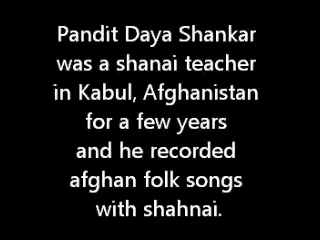 Pandit Daya Shankar
was a shanai teacher
in Kabul, Afghanistan
for a few years
and he recorded
afghan folk songs
with shahnai.